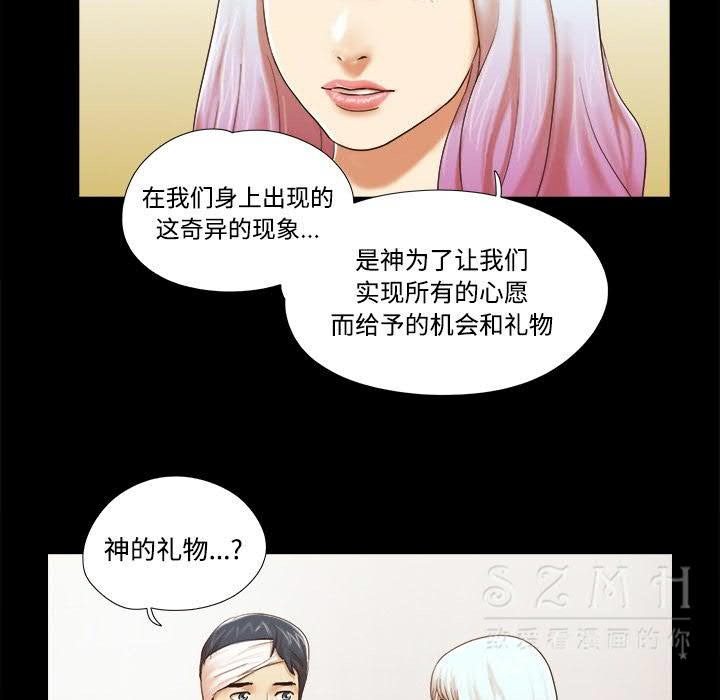 在我们身上出现的
这奇异的现象...
是神为了让我们
实现所有的心愿
而给予的机会和礼物
神的礼物...?
SZMH
致爱看漫画的你